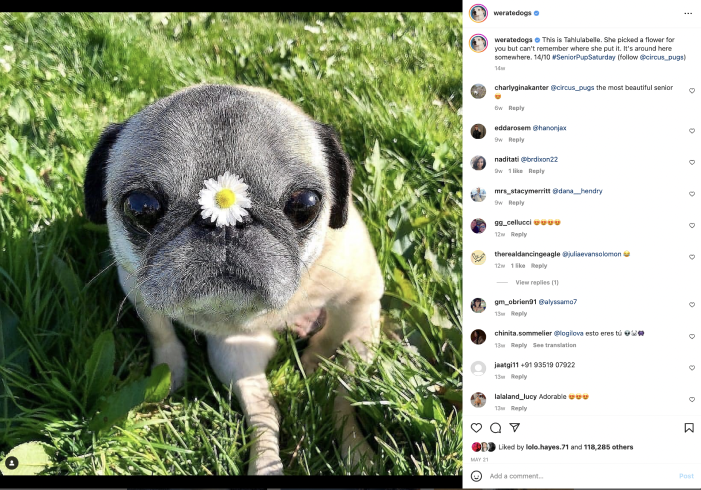 weratedogs
weratedogs This is Tahlulabelle. She picked a flower for
you but can't remember where she put it. It's around here
somewhere. 14/10 #SeniorPupSaturday (follow @circus_pugs)
14w
charlyginakanter @circus_pugs the most beautiful senior
😍
6w Reply
eddarosem @hanonjax
9w Reply
naditati @brdixon22
9w 1 like Reply
mrs_stacymerritt @dana__hendry
9w Reply
gg_cellucci 😍😍😍😍
12w Reply
therealdancingeagle @juliaevansolomon 😂
12w 1 like Reply
View replies (1)
gm_obrien91 @alyssamo7
13w Reply
chinita.sommelier @logilova esto eres tú
13w Reply See translation
jaatgi11 +91 93519 07922
13w Reply
lalaland_lucy Adorable 😍😍😍
13w Reply
Liked by lolo.hayes.71 and 118,285 others
MAY 21
Add a comment...
Post